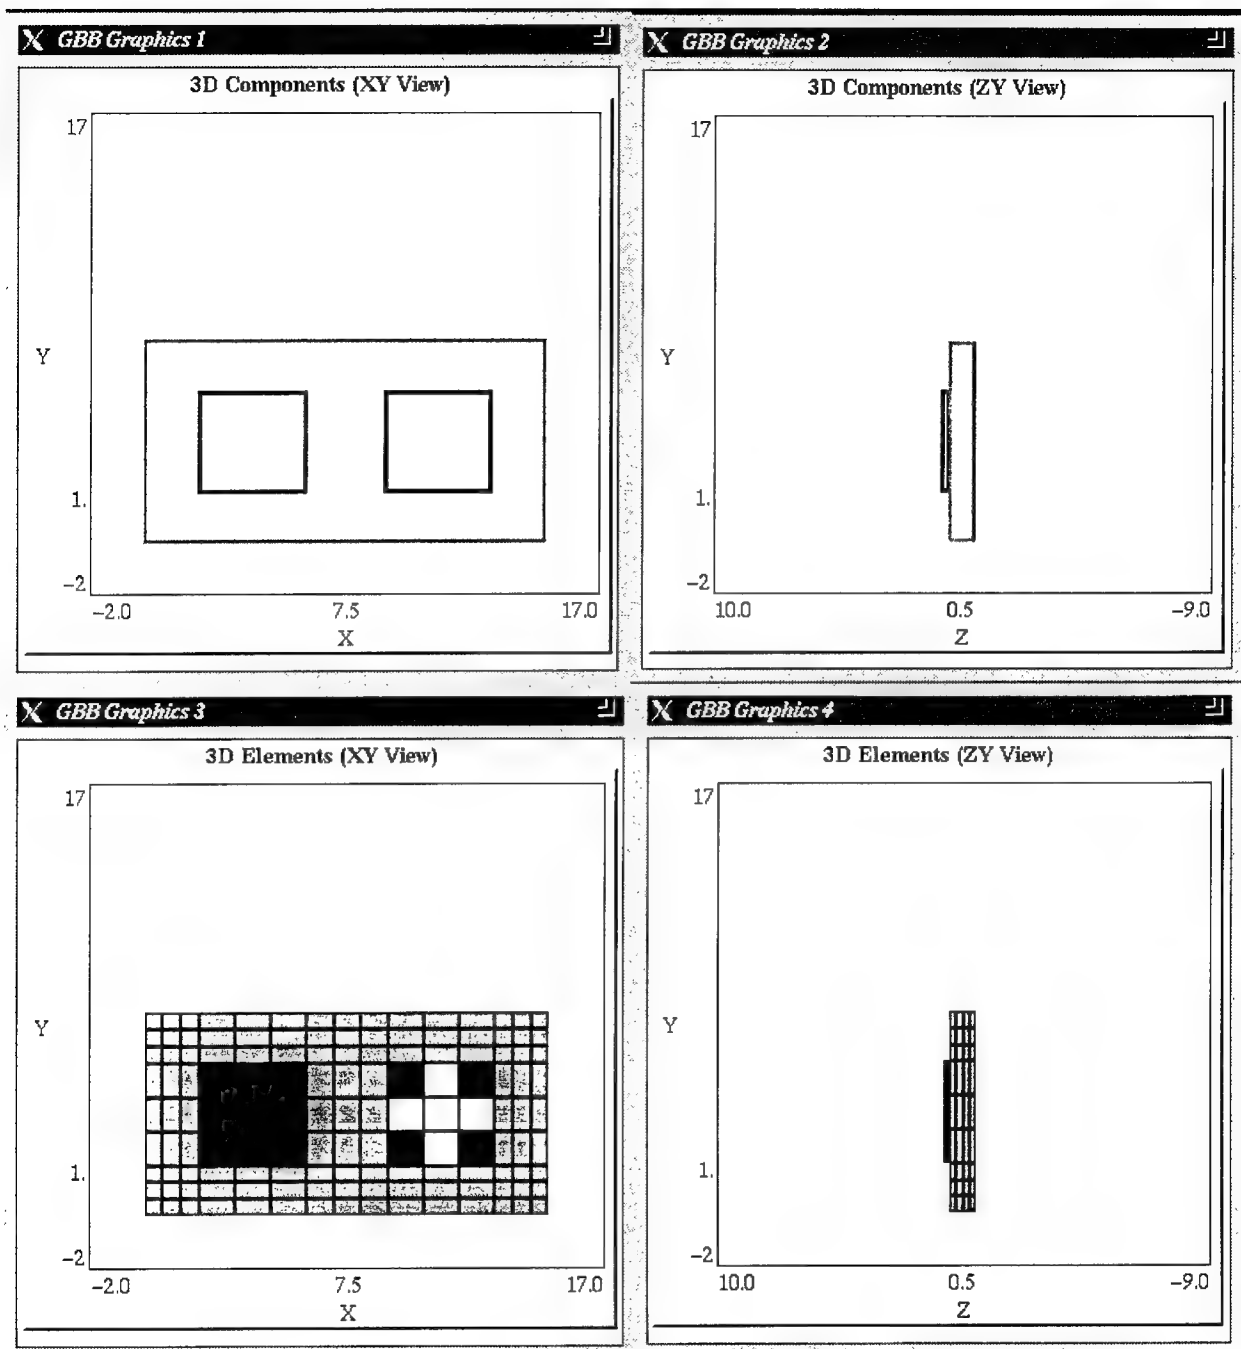 GBB Graphics 1
3D Components (XY View)
17
Y
1.
-2
-2.0 7.5 17.0
X
GBB Graphics 2
3D Components (ZY View)
17
Y
1.
-2
10.0 0.5 -9.0
Z
GBB Graphics 3
3D Elements (XY View)
17
Y
1.
-2
-2.0 7.5 17.0
X
GBB Graphics 4
3D Elements (ZY View)
17
Y
1.
-2
10.0 0.5 -9.0
Z